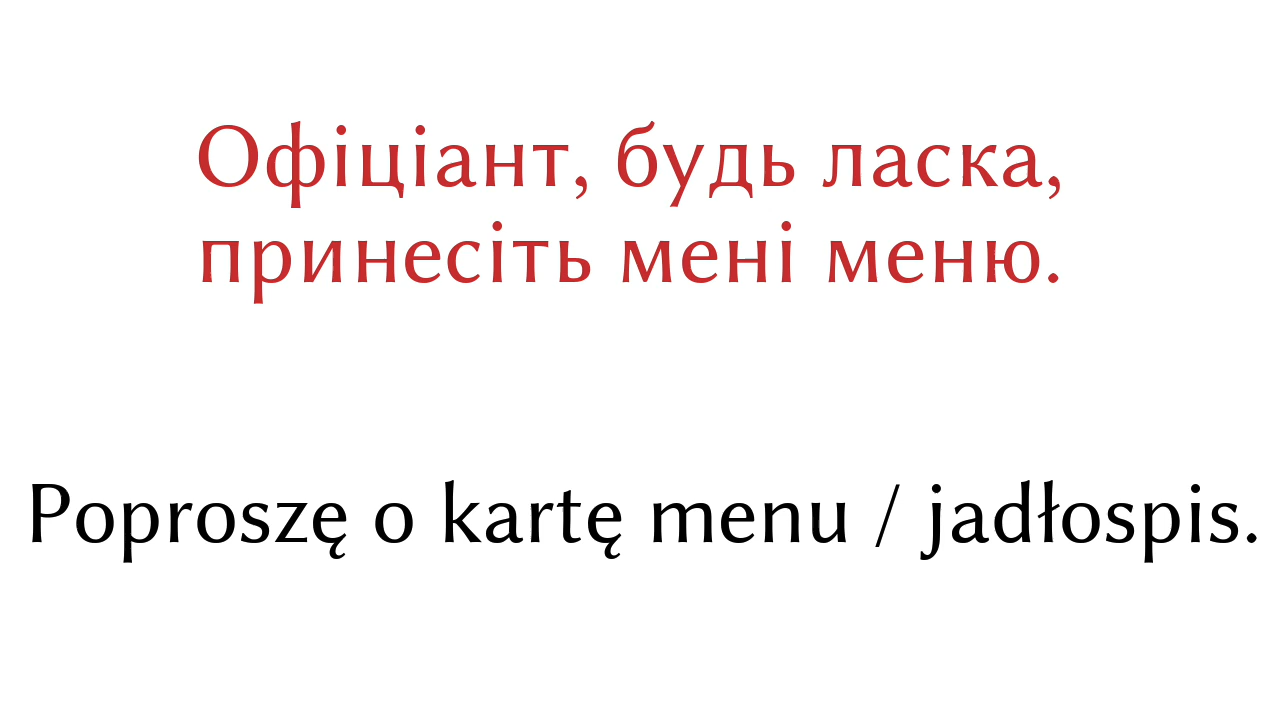 Офіціант, будь ласка,
принесіть мені меню.
Poproszę o kartę menu / jadłospis.